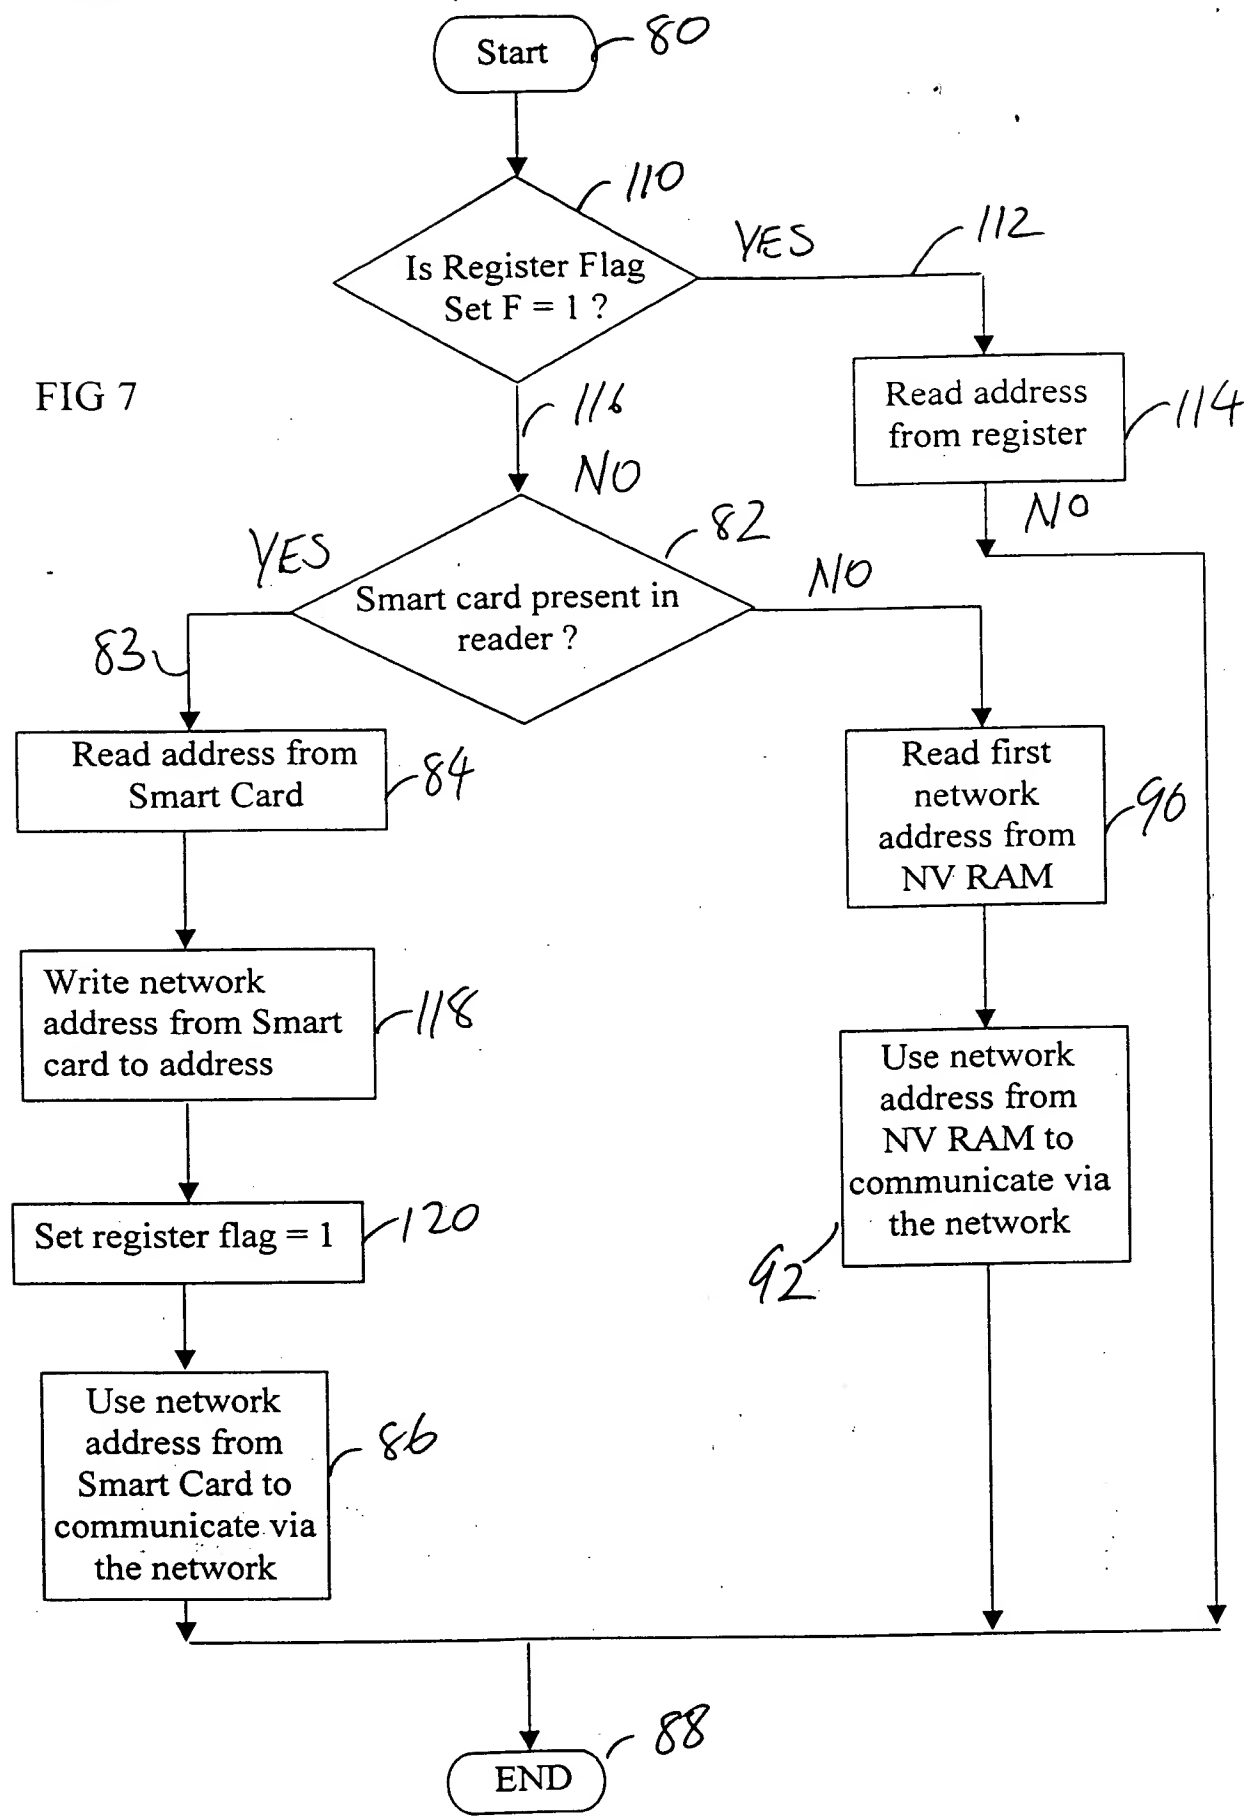 Start
80
110
YES
112
Is Register Flag
Set F = 1 ?
FIG 7
116
NO
Read address
from register
114
NO
82
YES
NO
Smart card present in
reader ?
83
Read address from
Smart Card
84
Read first
network
address from
NV RAM
90
Write network
address from Smart
card to address
118
Use network
address from
NV RAM to
communicate via
the network
92
Set register flag = 1
120
Use network
address from
Smart Card to
communicate via
the network
86
88
END